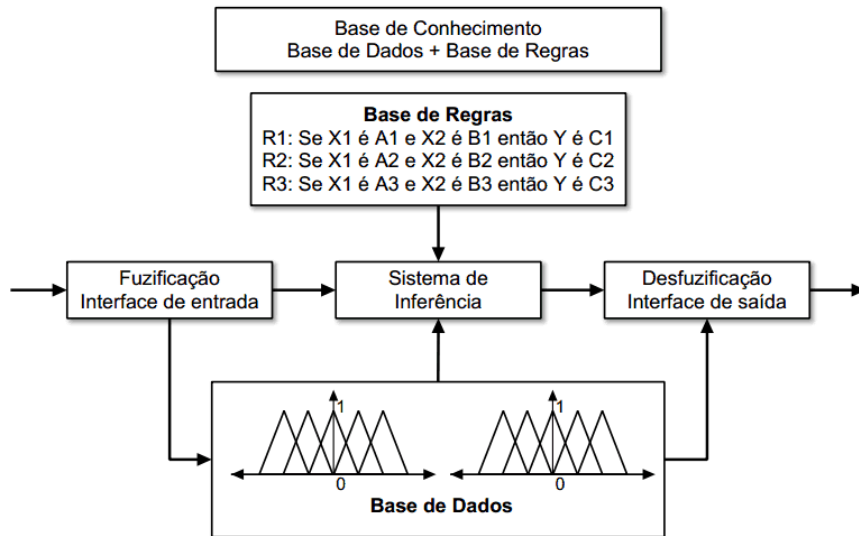 Base de Conhecimento
Base de Dados + Base de Regras
Base de Regras
R1: Se X1 é A1 e X2 é B1 então Y é C1
R2: Se X1 é A2 e X2 é B2 então Y é C2
R3: Se X1 é A3 e X2 é B3 então Y é C3
Fuzificação
Interface de entrada
Sistema de
Inferência
Desfuzificação
Interface de saída
1
0
1
0
Base de Dados